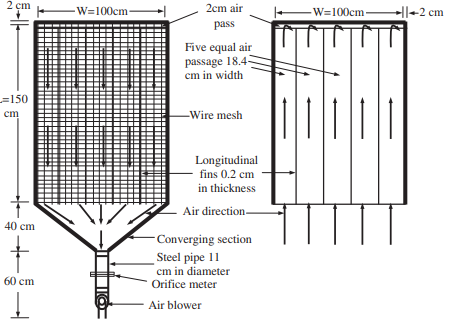 2 cm
W=100cm
2cm air
pass
W=100cm
2 cm
Five equal air
passage 18.4
cm in width
L=150
cm
Wire mesh
Longitudinal
fins 0.2 cm
in thickness
Air direction
40 cm
Converging section
Steel pipe 11
cm in diameter
60 cm
Orifice meter
Air blower